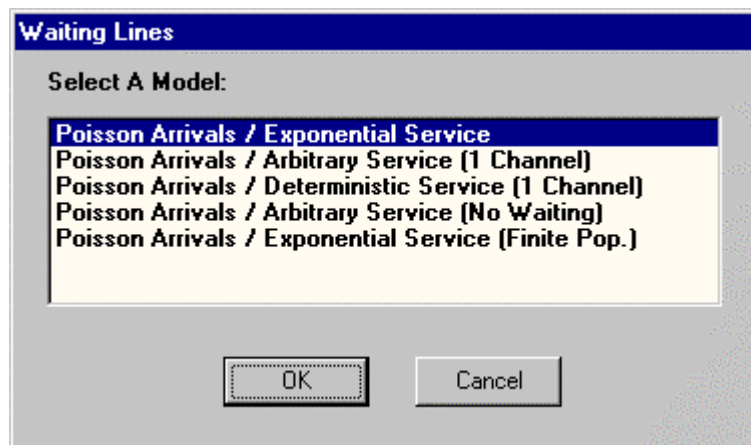 Waiting Lines
Select A Model:
Poisson Arrivals / Exponential Service
Poisson Arrivals / Arbitrary Service (1 Channel)
Poisson Arrivals / Deterministic Service (1 Channel)
Poisson Arrivals / Arbitrary Service (No Waiting)
Poisson Arrivals / Exponential Service (Finite Pop.)
OK
Cancel